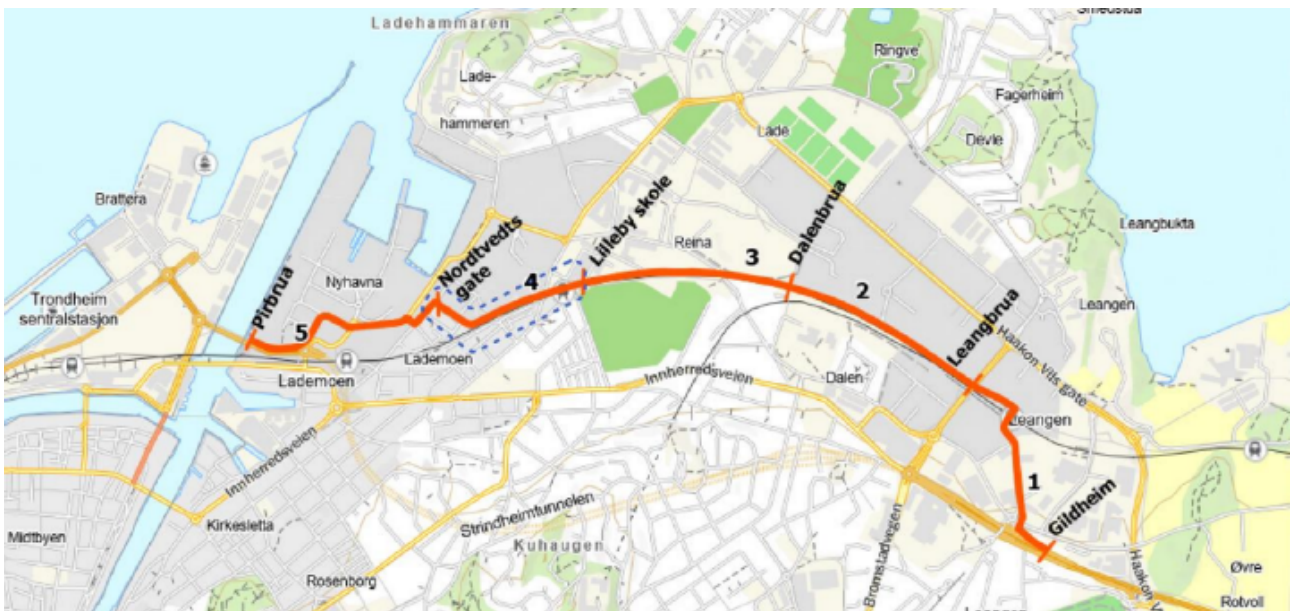 Ladehammaren
Smedstua
Ringve
Lade-
hammeren
Fagerheim
Lade
Devle
Brattøra
Leangbukta
Dalenbrua
Lilleby skole
Nordtvedts
gate
Reina
3
4
2
Nyhavna
Pirbrua
5
Trondheim
sentralstasjon
Leangbrua
Leangen
Haakon VIIs gate
Lademoen
Lademoen
Innherredsveien
Dalen
Leangen
Innherredsveien
1
Gildheim
Strindheimtunnelen
Bromstadvegen
Kirkesletta
Midtbyen
Kuhaugen
Haakon
Øvre
Rotvoll
Rosenborg